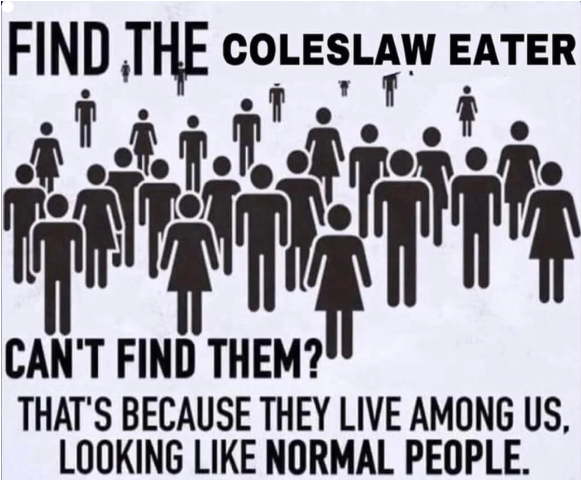 FIND THE COLESLAW EATER
CAN'T FIND THEM?
THAT'S BECAUSE THEY LIVE AMONG US,
LOOKING LIKE NORMAL PEOPLE.